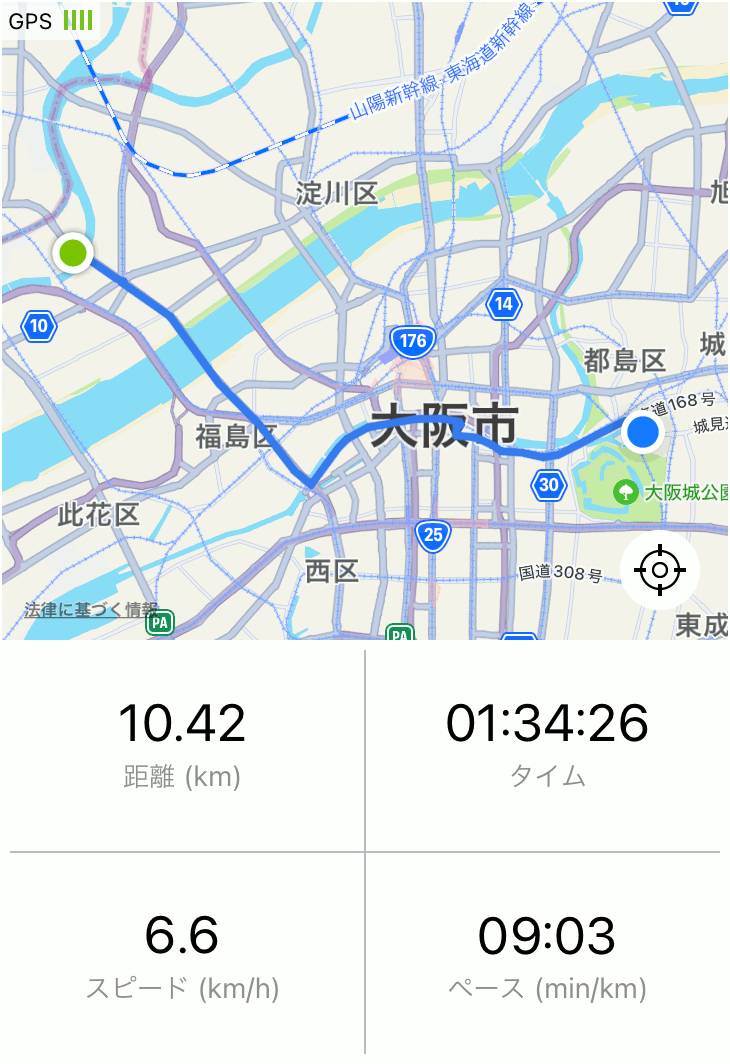 GPS
山陽新幹線・東海道新幹線
淀川区
旭
10
14
176
都島区
城
道168号
城見通
大阪市
福島区
30
大阪城公園
此花区
25
西区
国道308号
法律に基づく情報
PA
PA
東成
10.42
01:34:26
距離 (km)
タイム
6.6
09:03
スピード (km/h)
ペース (min/km)